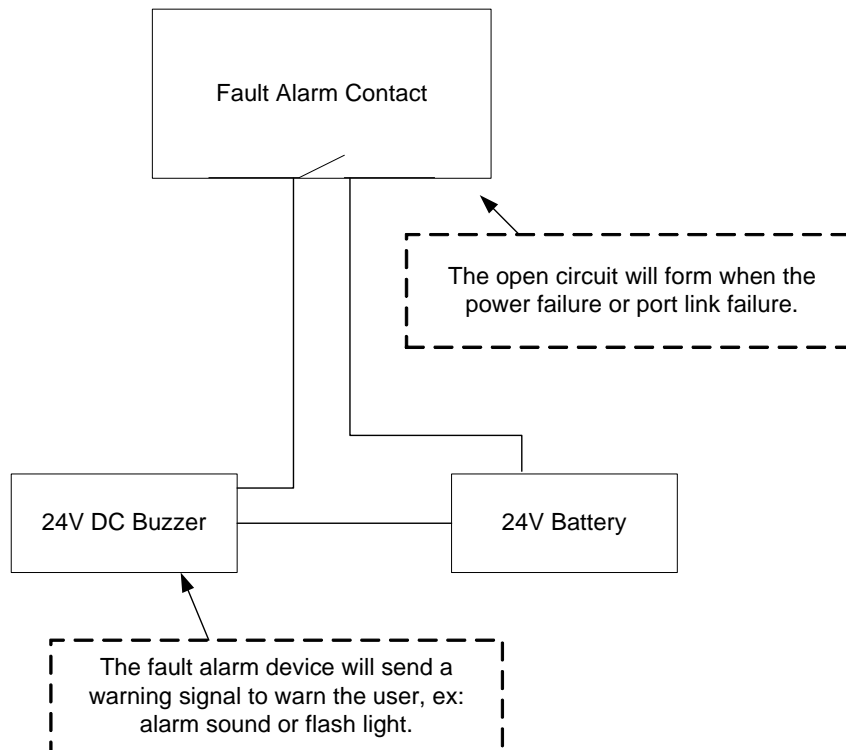 Fault Alarm Contact
The open circuit will form when the
power failure or port link failure.
24V DC Buzzer
24V Battery
The fault alarm device will send a
warning signal to warn the user, ex:
alarm sound or flash light.